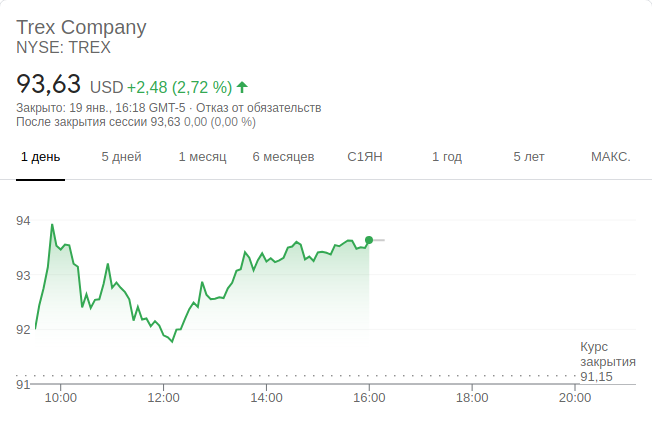 Trex Company
NYSE: TREX
93,63 USD +2,48 (2,72 %)
Закрыто: 19 янв., 16:18 GMT-5 · Отказ от обязательств
После закрытия сессии 93,63 0,00 (0,00 %)
1 день 5 дней 1 месяц 6 месяцев С1ЯН 1 год 5 лет МАКС.
94
93
92
Курс
закрытия
91,15
91
10:00 12:00 14:00 16:00 18:00 20:00